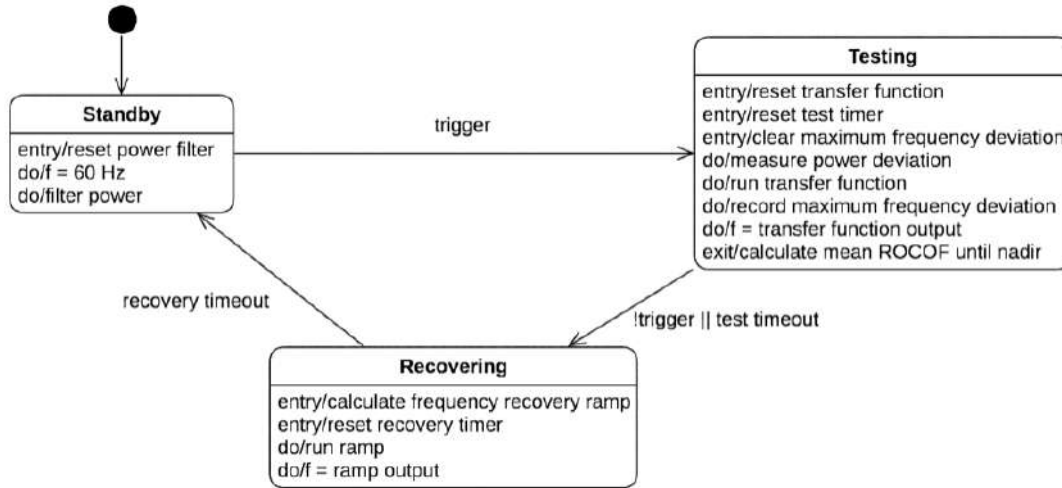 Testing
entry/reset transfer function
entry/reset test timer
entry/clear maximum frequency deviation
do/measure power deviation
do/run transfer function
do/record maximum frequency deviation
do/f = transfer function output
exit/calculate mean ROCOF until nadir
Standby
entry/reset power filter
do/f = 60 Hz
do/filter power
trigger
recovery timeout
!trigger || test timeout
Recovering
entry/calculate frequency recovery ramp
entry/reset recovery timer
do/run ramp
do/f = ramp output